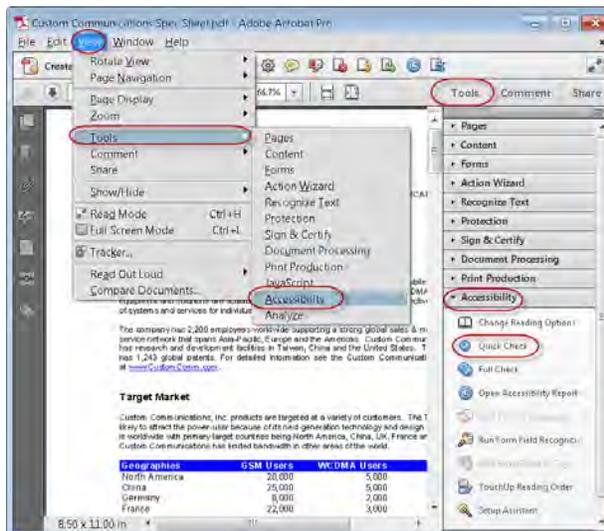 Custom Communications Spec Sheet.pdf - Adobe Acrobat Pro
File Edit View Window Help
Create
66.7%
Tools Comment Share
Rotate View
Page Navigation
Page Display
Zoom
Tools
Comment
Share
Show/Hide
Read Mode Ctrl+H
Full Screen Mode Ctrl+L
Tracker...
Read Out Loud
Compare Documents...
Pages
Content
Forms
Action Wizard
Recognize Text
Protection
Sign & Certify
Document Processing
Print Production
JavaScript
Accessibility
Analyze
Pages
Content
Forms
Action Wizard
Recognize Text
Protection
Sign & Certify
Document Processing
Print Production
Accessibility
Change Reading Options
Quick Check
Full Check
Open Accessibility Report
Run Form Field Recogniti
TouchUp Reading Order
Setup Assistant
of systems and services for individua
The company has 2,200 employees worldwide supporting a strong global sales & m
service network that spans Asia-Pacific, Europe and the Americas. Custom Commun
has research and development facilities in Taiwan, China and the United States. T
has 1,243 global patents. For detailed information see the Custom Communicati
at www.CustomComm.com.
Target Market
Custom Communications, Inc. products are targeted at a variety of customers. The T
likely to attract the power-user because of its next-generation technology and design
is worldwide with primary target countries being North America, China, UK, France an
Custom Communications has limited bandwidth in other areas of the world.
Geographies GSM Users WCDMA Users
North America 20,000 5,000
China 25,000 5,000
Germany 8,000 2,000
France 22,000 3,000
8.50 x 11.00 in